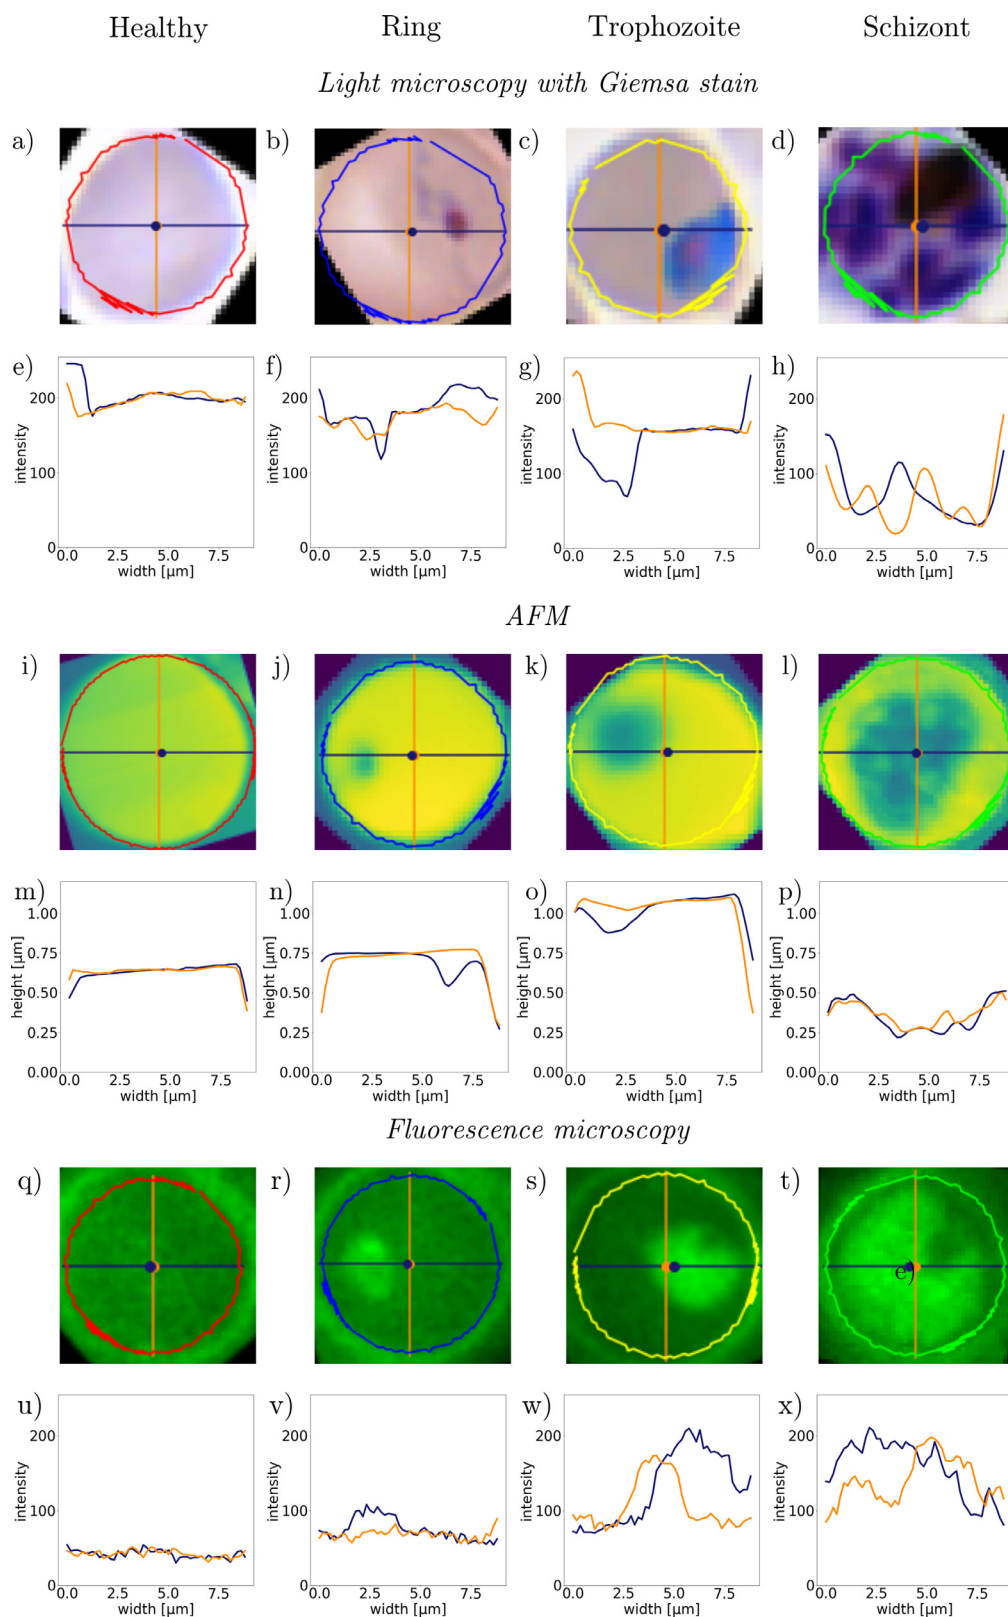 Healthy Ring Trophozoite Schizont
Light microscopy with Giemsa stain
a) b) c) d)
e) f) g) h)
200 200 200 200
100 100 100 100
0 0 0 0
intensity intensity intensity intensity
0.0 2.5 5.0 7.5 0.0 2.5 5.0 7.5 0.0 2.5 5.0 7.5 0.0 2.5 5.0 7.5
width [µm] width [µm] width [µm] width [µm]
AFM
i) j) k) l)
m) n) o) p)
1.00 1.00 1.00 1.00
0.75 0.75 0.75 0.75
0.50 0.50 0.50 0.50
0.25 0.25 0.25 0.25
0.00 0.00 0.00 0.00
height [µm] height [µm] height [µm] height [µm]
0.0 2.5 5.0 7.5 0.0 2.5 5.0 7.5 0.0 2.5 5.0 7.5 0.0 2.5 5.0 7.5
width [µm] width [µm] width [µm] width [µm]
Fluorescence microscopy
q) r) s) t)
e)
u) v) w) x)
200 200 200 200
100 100 100 100
0 0 0 0
intensity intensity intensity intensity
0.0 2.5 5.0 7.5 0.0 2.5 5.0 7.5 0.0 2.5 5.0 7.5 0.0 2.5 5.0 7.5
width [µm] width [µm] width [µm] width [µm]